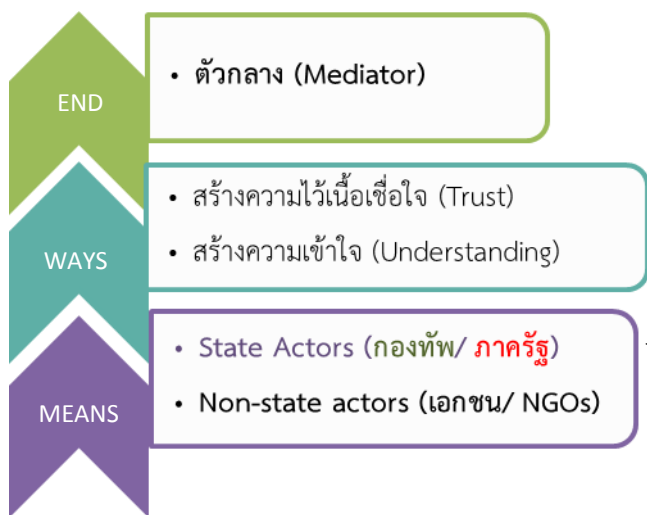 END
• ตัวกลาง (Mediator)
WAYS
• สร้างความไว้เนื้อเชื่อใจ (Trust)
• สร้างความเข้าใจ (Understanding)
MEANS
• State Actors (กองทัพ/ ภาครัฐ)
• Non-state actors (เอกชน/ NGOs)